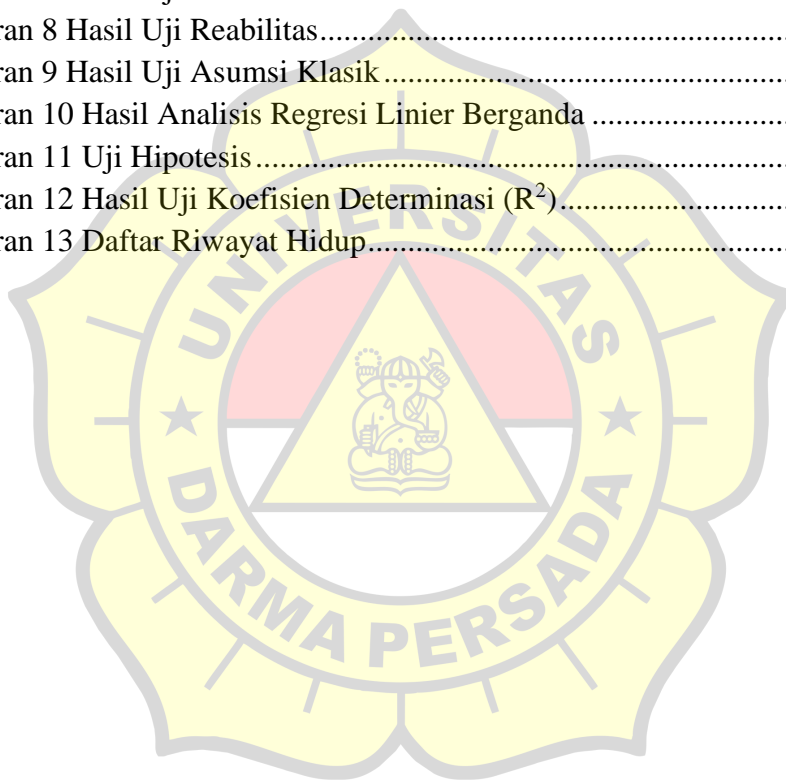 ran 8 Hasil Uji Reabilitas
ran 9 Hasil Uji Asumsi Klasik
ran 10 Hasil Analisis Regresi Linier Berganda
ran 11 Uji Hipotesis
ran 12 Hasil Uji Koefisien Determinasi (R²)
ran 13 Daftar Riwayat Hidup
UNIVERSITAS
DARMA PERSADA